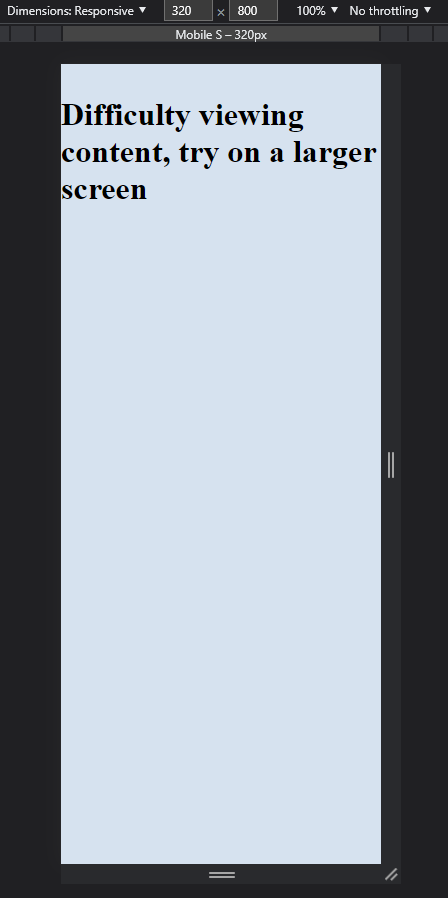 Dimensions: Responsive ▼ 320 × 800 100% ▼ No throttling ▼
Mobile S – 320px
Difficulty viewing
content, try on a larger
screen